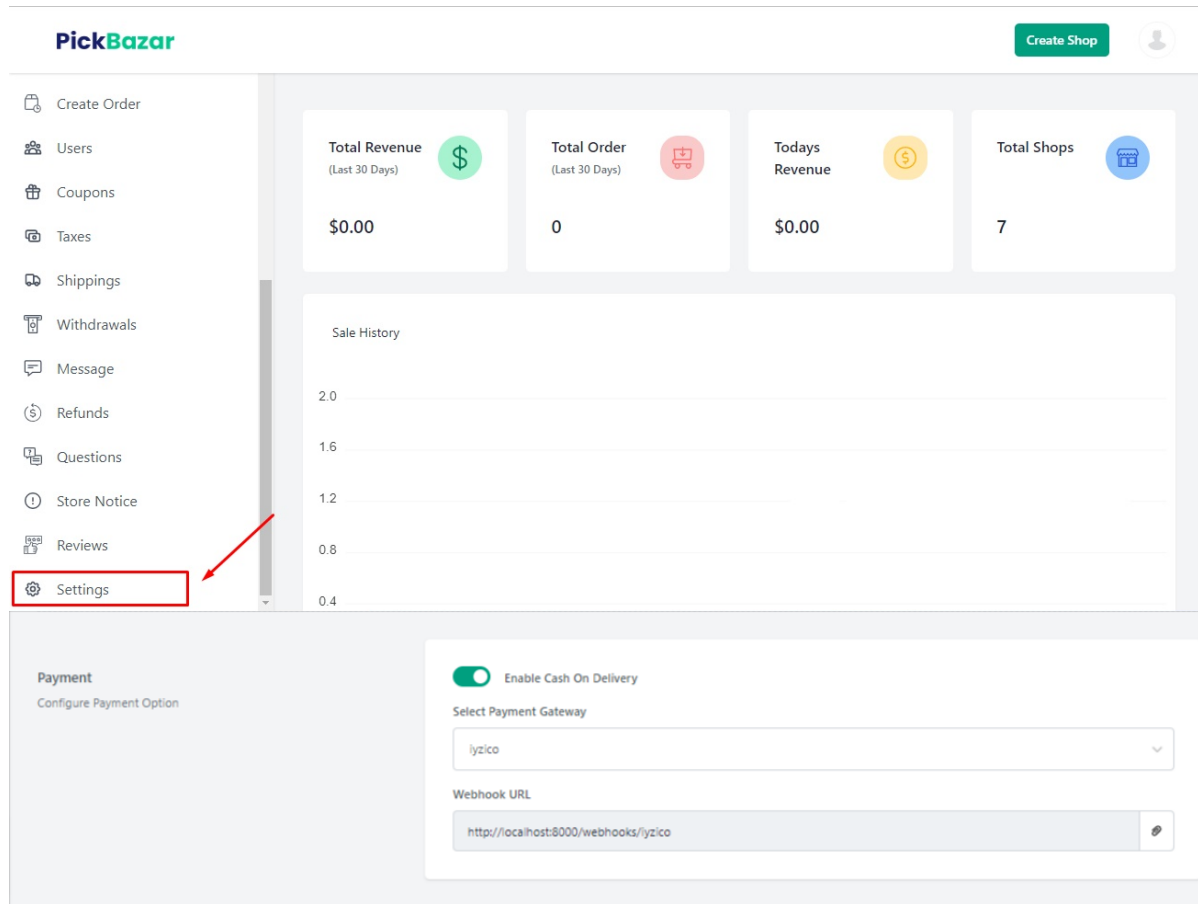 PickBazar
Create Shop
Create Order
Users
Coupons
Taxes
Shippings
Withdrawals
Message
Refunds
Questions
Store Notice
Reviews
Settings
Total Revenue
(Last 30 Days)
$0.00
Total Order
(Last 30 Days)
0
Todays
Revenue
$0.00
Total Shops
7
Sale History
2.0
1.6
1.2
0.8
0.4
Payment
Configure Payment Option
Enable Cash On Delivery
Select Payment Gateway
iyzico
Webhook URL
http://localhost:8000/webhooks/iyzico